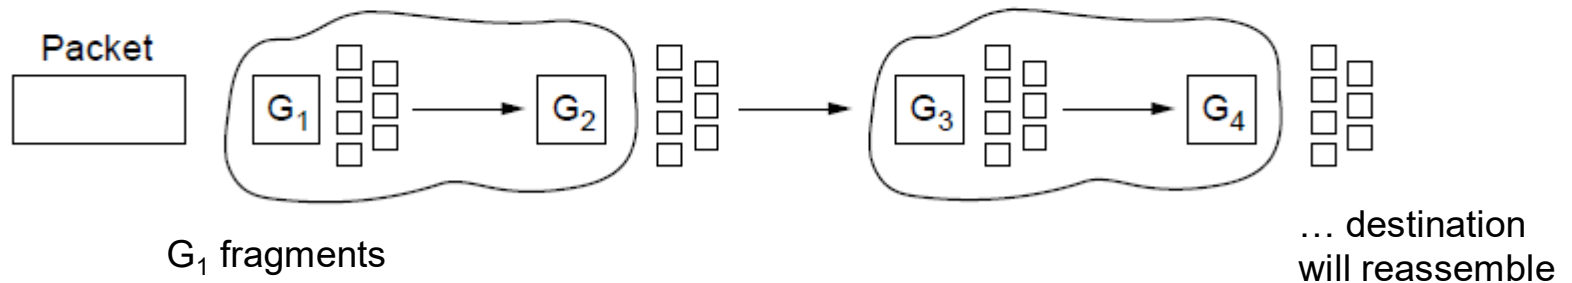 Packet
G₁
G₂
G₃
G₄
G₁ fragments
… destination
will reassemble